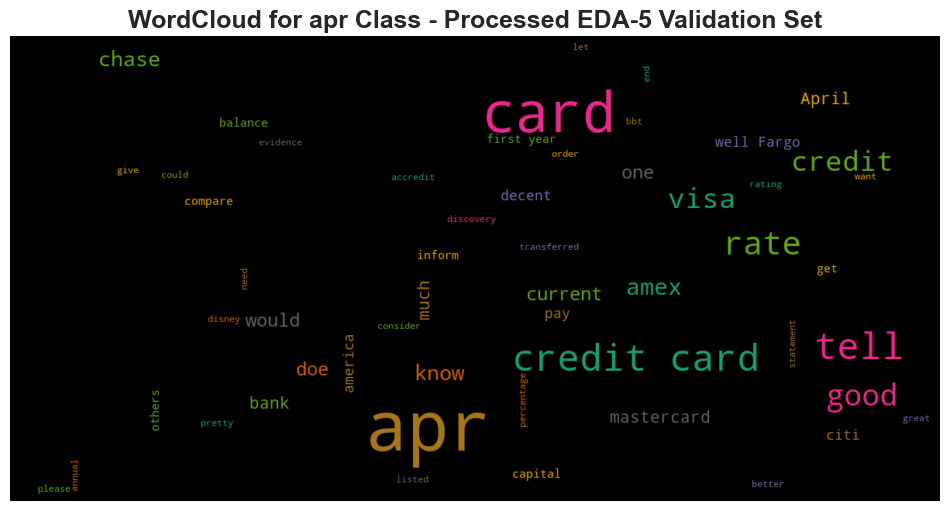 WordCloud for apr Class - Processed EDA-5 Validation Set
let
chase
end
April
card
balance
bbt
evidence
first year
well Fargo
order
credit
give
could
accredit
one
want
rating
compare
decent
visa
discovery
rate
transferred
inform
get
need
amex
current
much
pay
disney
would
consider
statement
tell
america
credit card
doe
know
percentage
good
others
bank
mastercard
great
pretty
apr
citi
annual
capital
listed
better
please